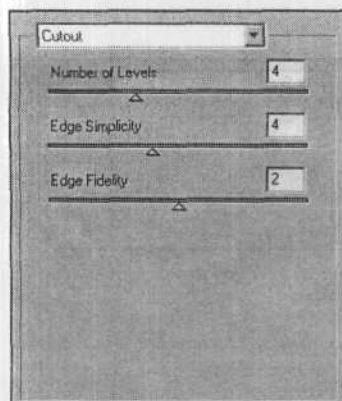 Cutout
Number of Levels 4
Edge Simplicity 4
Edge Fidelity 2